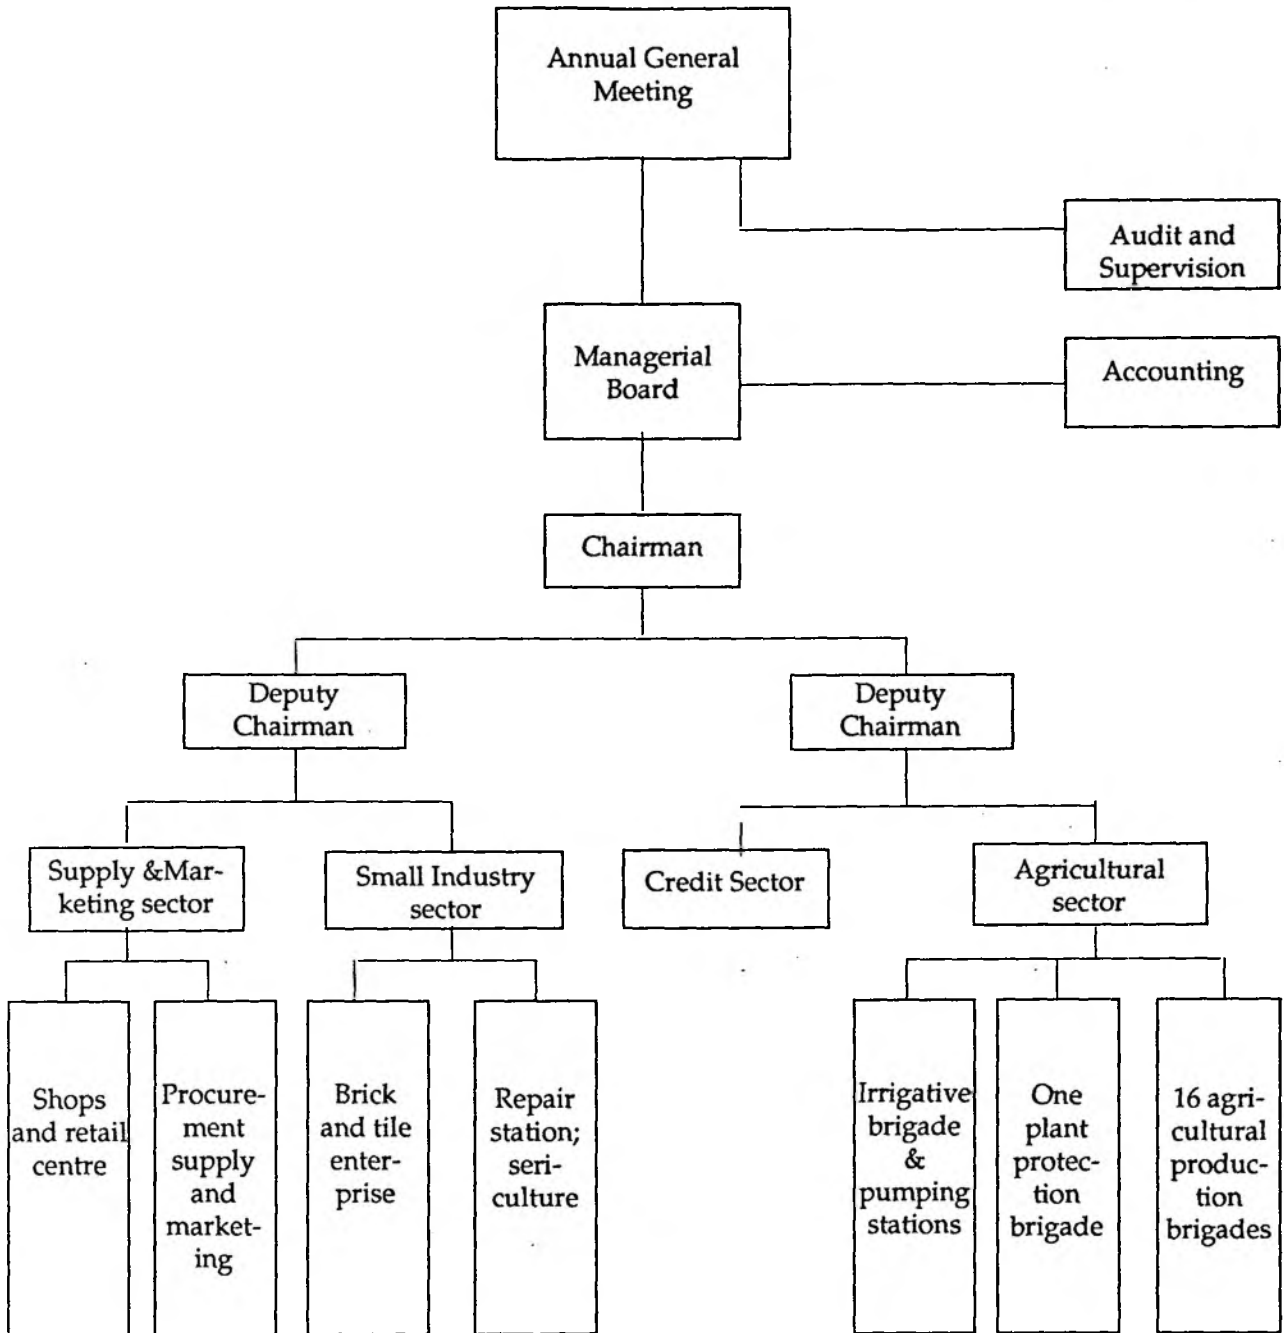 Annual General
Meeting
Audit and
Supervision
Managerial
Board
Accounting
Chairman
Deputy
Chairman
Deputy
Chairman
Supply &Mar-
keting sector
Small Industry
sector
Credit Sector
Agricultural
sector
Shops
and retail
centre
Procure-
ment
supply
and
market-
ing
Brick
and tile
enter-
prise
Repair
station;
seri-
culture
Irrigative
brigade
&
pumping
stations
One
plant
protec-
tion
brigade
16 agri-
cultural
produc-
tion
brigades